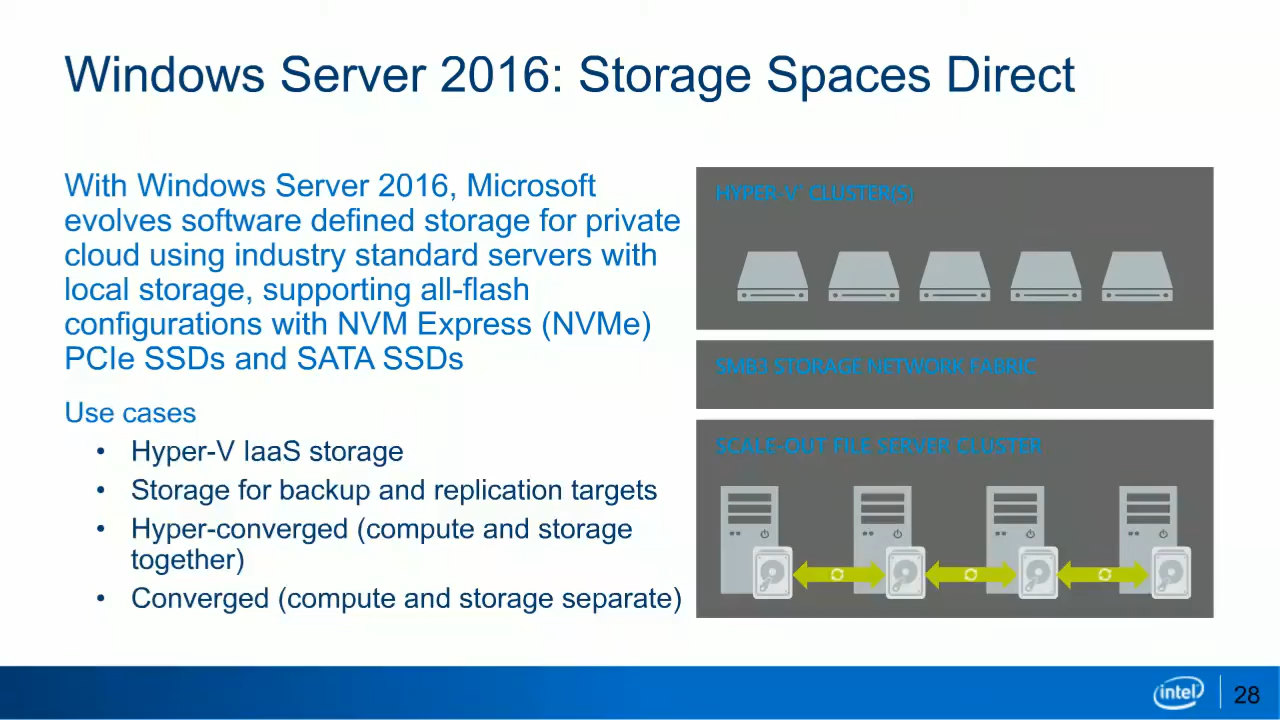 Windows Server 2016: Storage Spaces Direct
With Windows Server 2016, Microsoft
evolves software defined storage for private
cloud using industry standard servers with
local storage, supporting all-flash
configurations with NVM Express (NVMe)
PCIe SSDs and SATA SSDs
Use cases
• Hyper-V IaaS storage
• Storage for backup and replication targets
• Hyper-converged (compute and storage
together)
• Converged (compute and storage separate)
HYPER-V* CLUSTER(S)
SMB3 STORAGE NETWORK FABRIC
SCALE-OUT FILE SERVER CLUSTER
intel
28